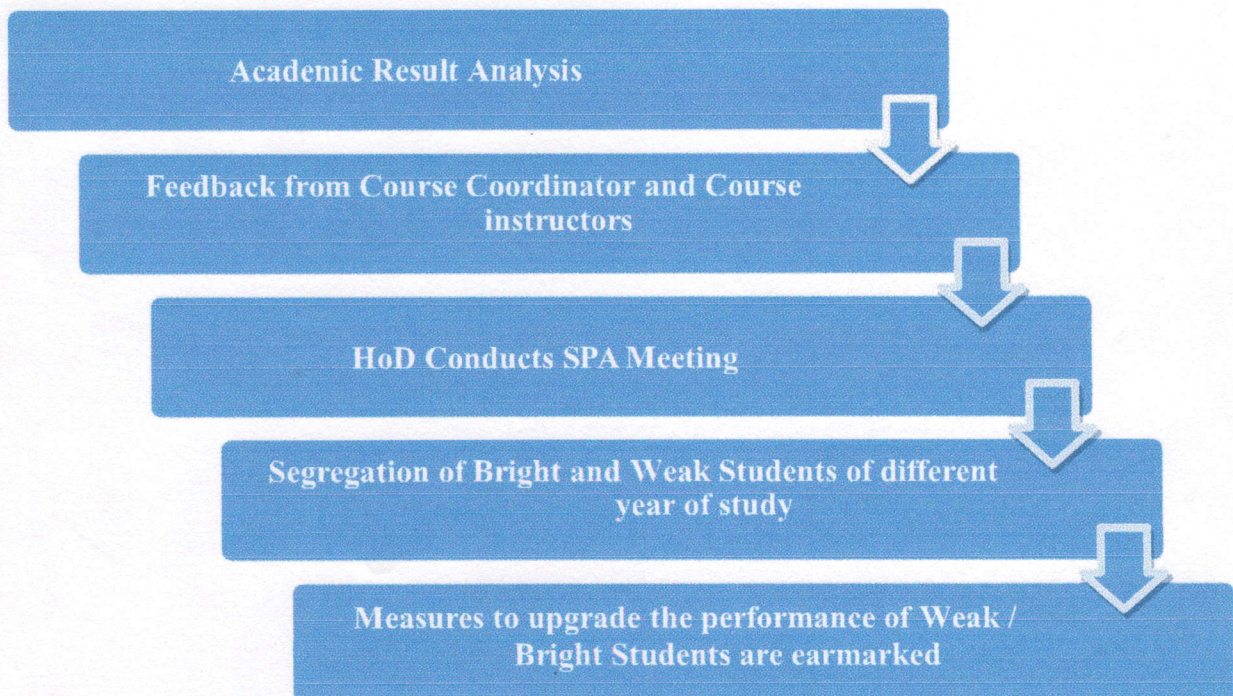 Academic Result Analysis
Feedback from Course Coordinator and Course
instructors
HoD Conducts SPA Meeting
Segregation of Bright and Weak Students of different
year of study
Measures to upgrade the performance of Weak /
Bright Students are earmarked